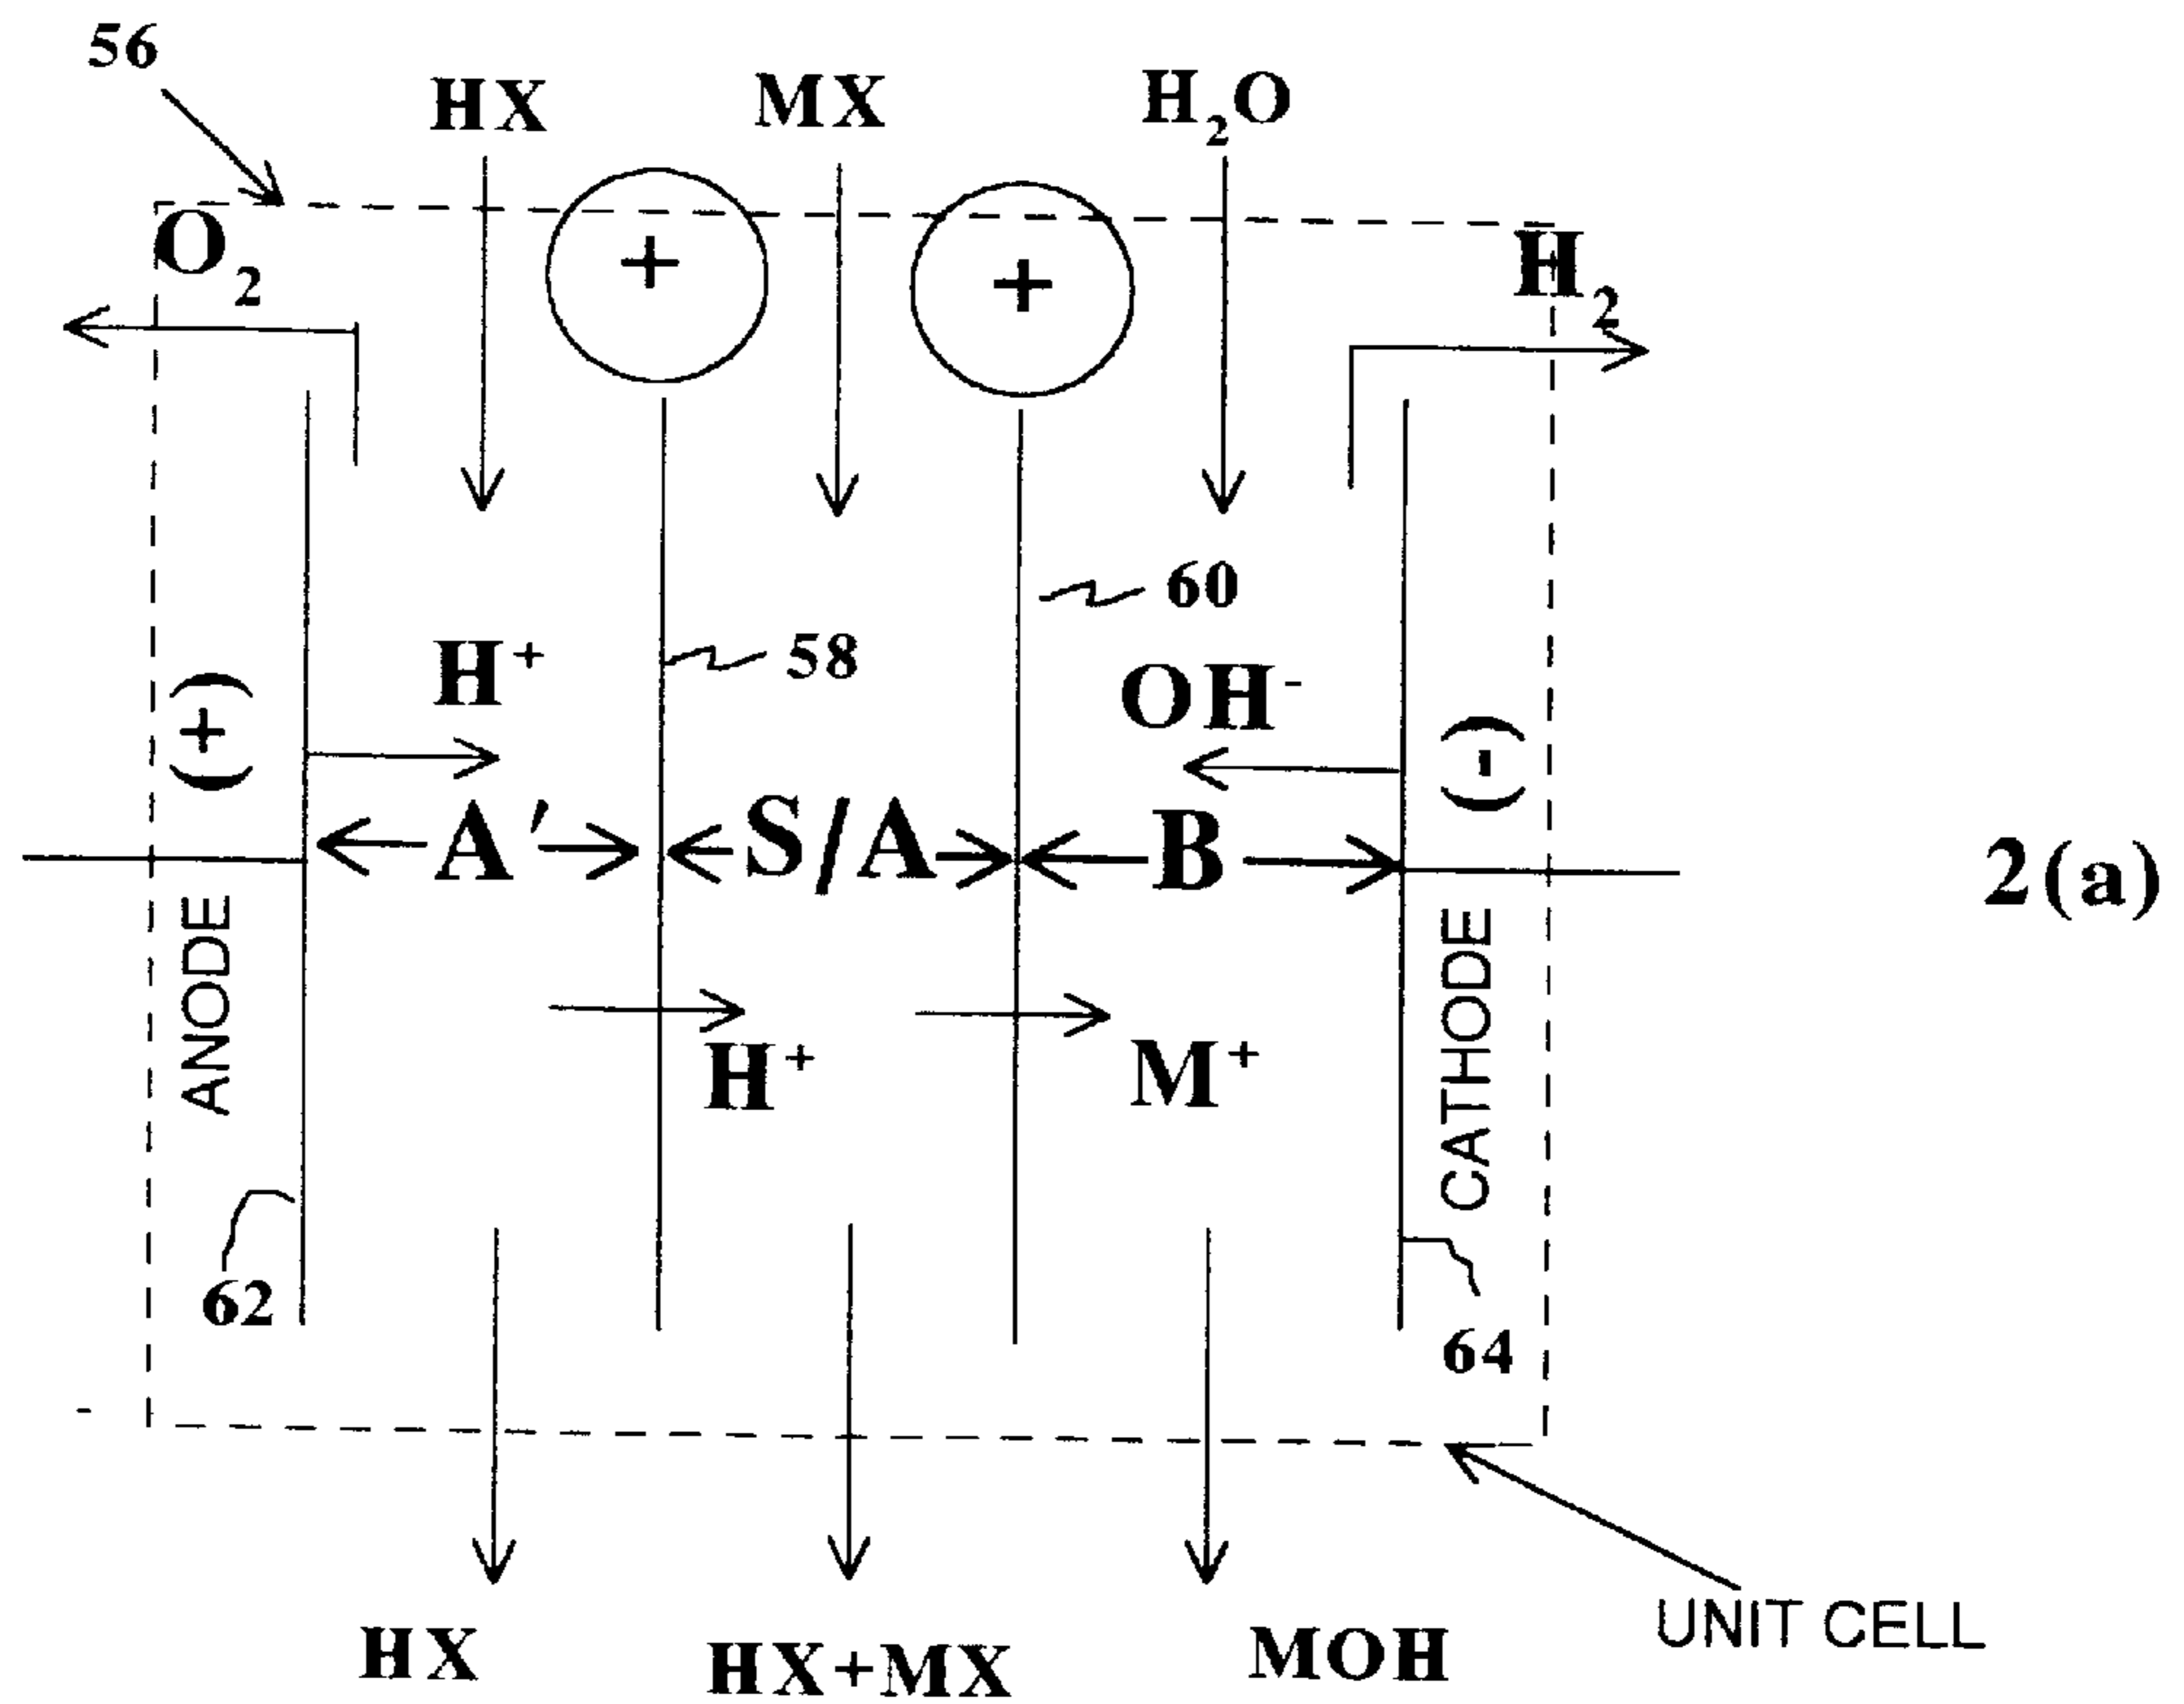 56
HX MX H₂O
O₂ + + H₂
60
58
H⁺ OH⁻
(+) (-)
A′ S/A B
2(a)
ANODE CATHODE
H⁺ M⁺
62
64
UNIT CELL
HX HX+MX MOH